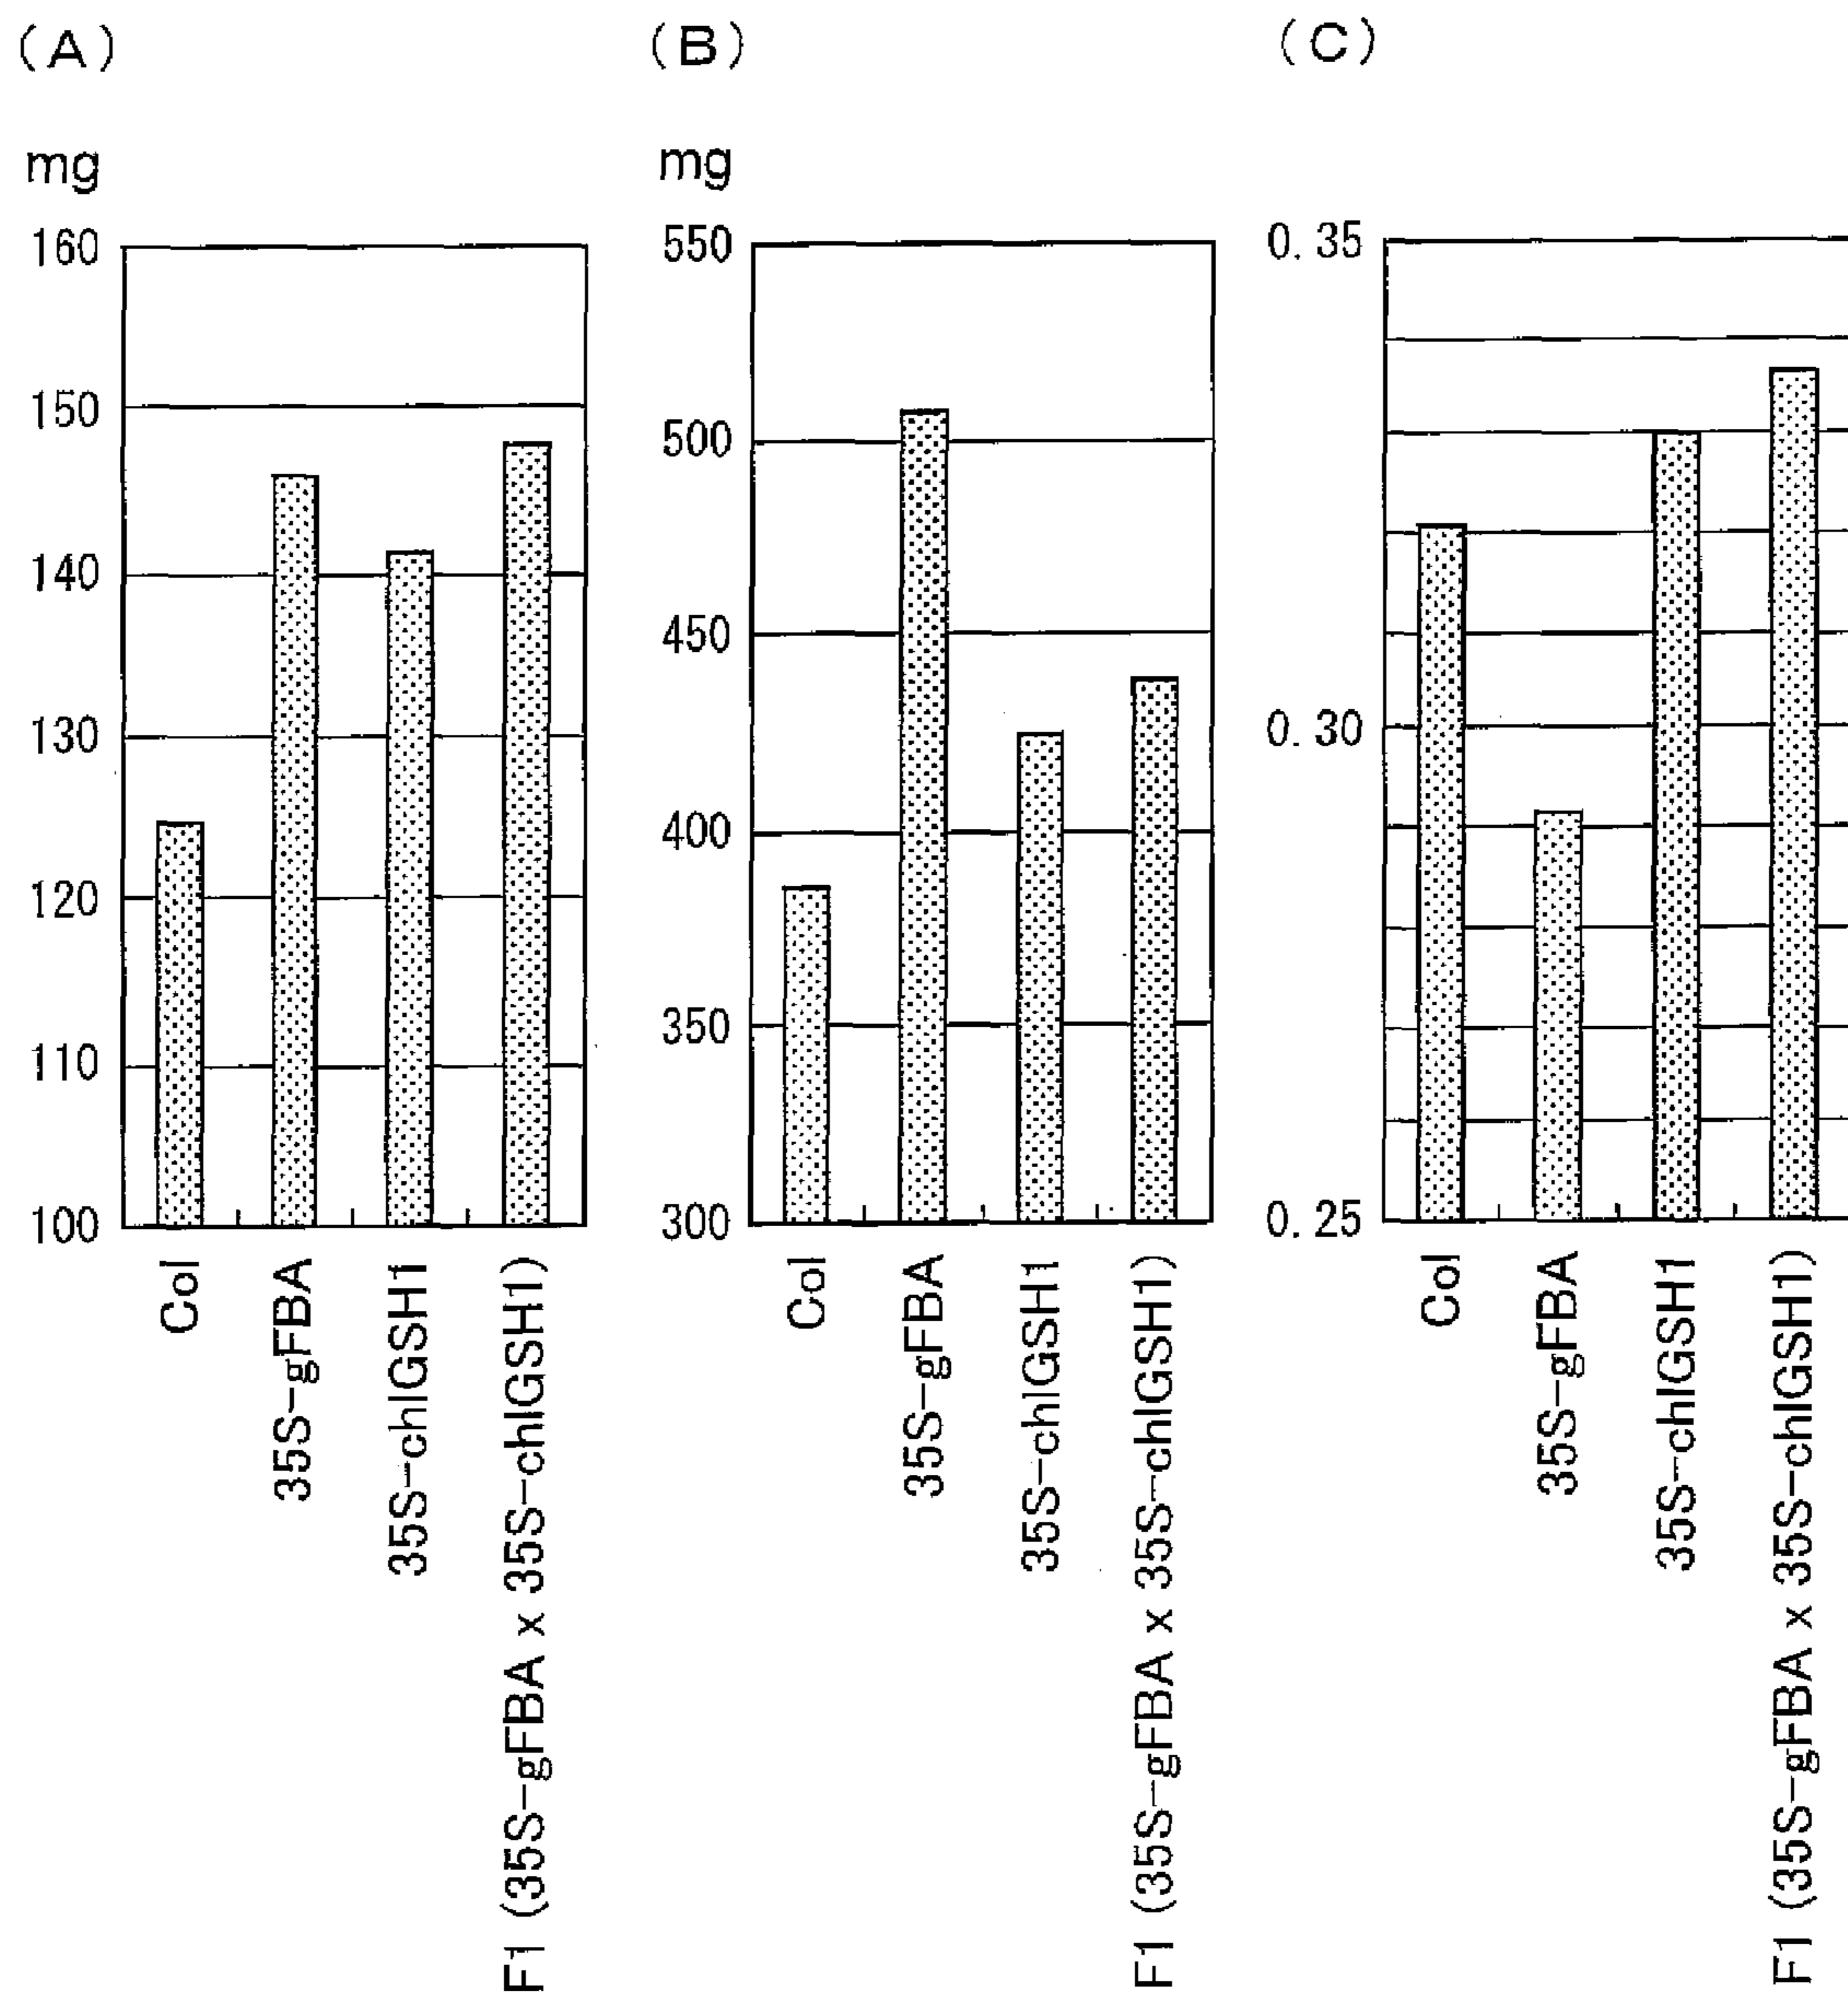 (A)
mg
160
150
140
130
120
110
100
Col
35S-gFBA
35S-chlGSH1
F1 (35S-gFBA x 35S-chlGSH1)
(B)
mg
550
500
450
400
350
300
Col
35S-gFBA
35S-chlGSH1
F1 (35S-gFBA x 35S-chlGSH1)
(C)
0.35
0.30
0.25
Col
35S-gFBA
35S-chlGSH1
F1 (35S-gFBA x 35S-chlGSH1)